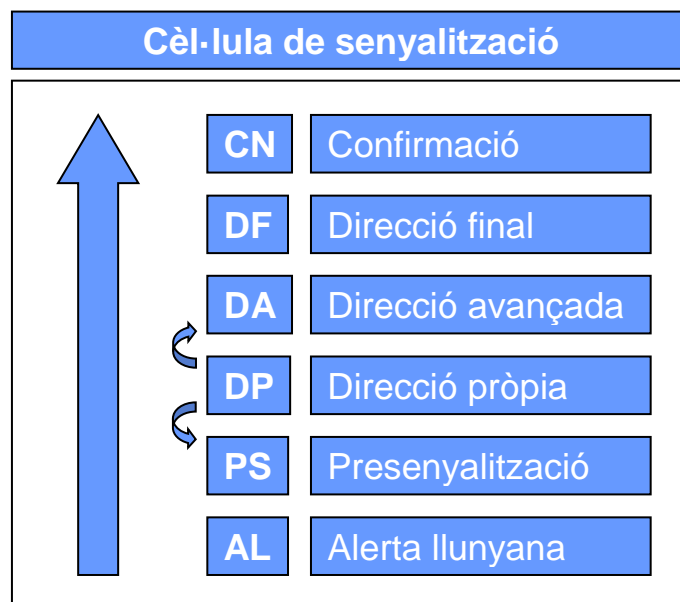 Cèl·lula de senyalització
CN Confirmació
DF Direcció final
DA Direcció avançada
DP Direcció pròpia
PS Presenyalització
AL Alerta llunyana